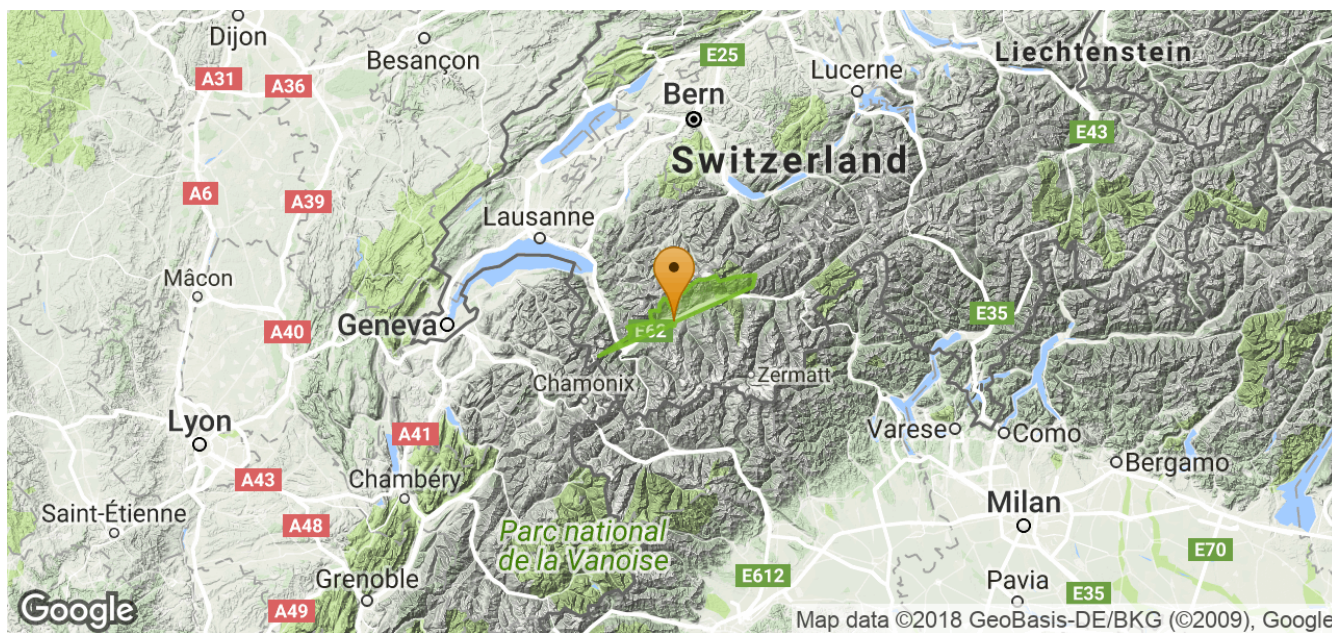 Dijon
Besançon
E25
Liechtenstein
Lucerne
A31
A36
Bern
E43
Switzerland
A6
A39
Lausanne
Mâcon
Geneva
A40
E62
E35
Chamonix
Zermatt
Lyon
A41
Varese
Como
Bergamo
A43
Chambéry
Milan
Saint-Étienne
A48
Parc national
de la Vanoise
E70
Grenoble
E612
Pavia
E35
A49
Google
Map data ©2018 GeoBasis-DE/BKG (©2009), Google